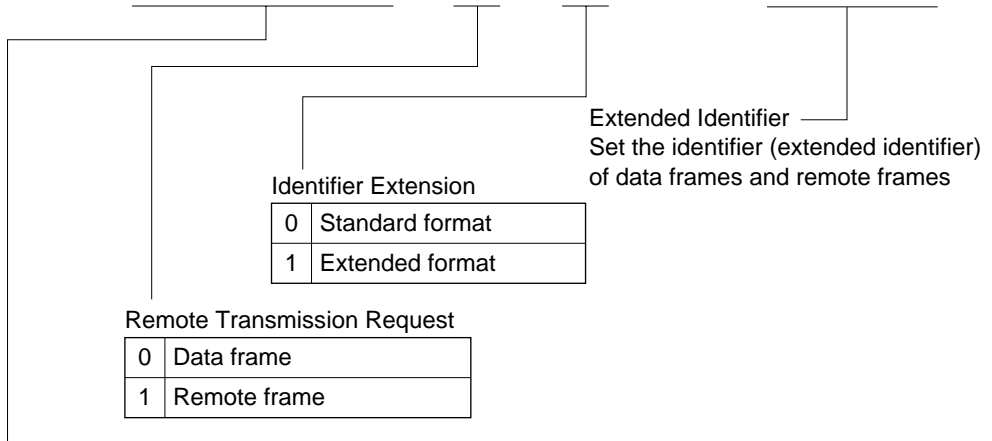 Extended Identifier
Set the identifier (extended identifier)
of data frames and remote frames
Identifier Extension
0 Standard format
1 Extended format
Remote Transmission Request
0 Data frame
1 Remote frame